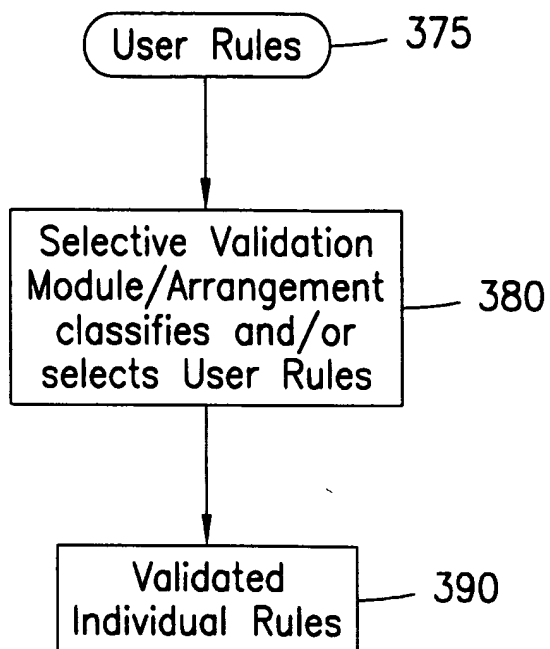 User Rules
375
Selective Validation
Module/Arrangement
classifies and/or
selects User Rules
380
Validated
Individual Rules
390